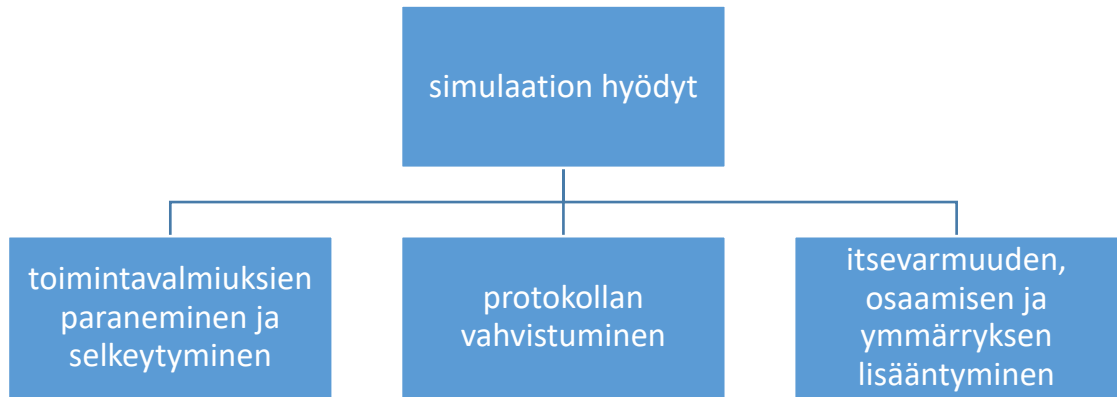 simulaation hyödyt
toimintavalmiuksien
paraneminen ja
selkeytyminen
protokollan
vahvistuminen
itsevarmuuden,
osaamisen ja
ymmärryksen
lisääntyminen